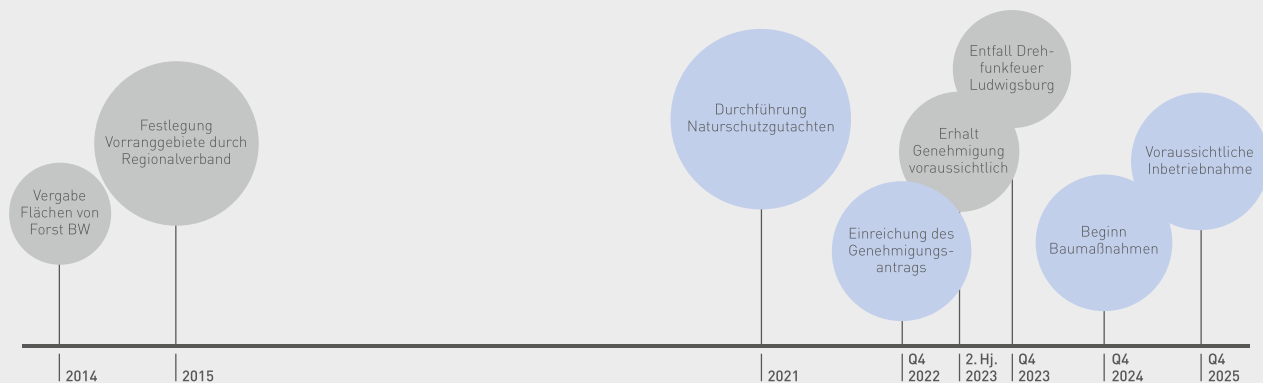 Vergabe
Flächen von
Forst BW
Festlegung
Vorranggebiete durch
Regionalverband
Durchführung
Naturschutzgutachten
Einreichung des
Genehmigungs-
antrags
Erhalt
Genehmigung
voraussichtlich
Entfall Dreh-
funkfeuer
Ludwigsburg
Beginn
Baumaßnahmen
Voraussichtliche
Inbetriebnahme
2014
2015
2021
Q4
2022
2. Hj.
2023
Q4
2023
Q4
2024
Q4
2025